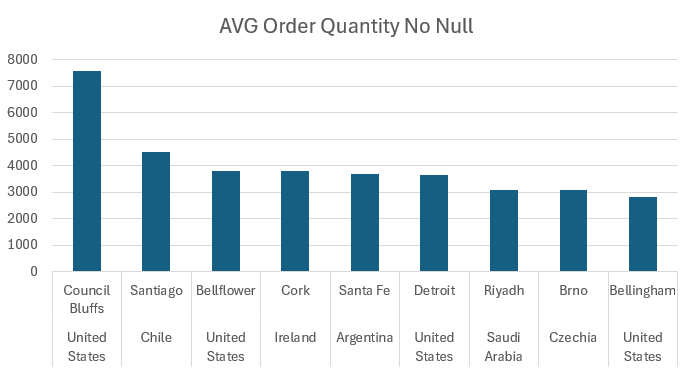 AVG Order Quantity No Null
8000
7000
6000
5000
4000
3000
2000
1000
0
Council Bluffs
Santiago
Bellflower
Cork
Santa Fe
Detroit
Riyadh
Brno
Bellingham
United States
Chile
United States
Ireland
Argentina
United States
Saudi Arabia
Czechia
United States